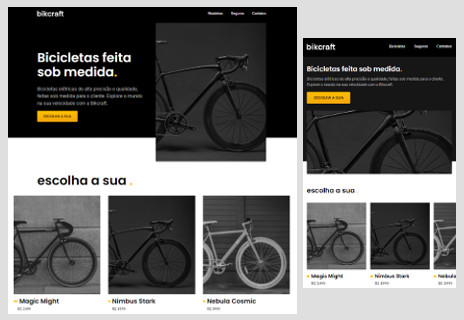 bikcraft
Bicicletas Seguros Contato
Bicicletas feita
sob medida.
Bicicletas elétricas de alta precisão e qualidade,
feitas sob medida para o cliente. Explore o mundo
na sua velocidade com a Bikcraft.
ESCOLHA A SUA
escolha a sua .
Magic Might
R$ 2499
Nimbus Stark
R$ 4999
Nebula Cosmic
R$ 3999
bikcraft
Bicicletas Seguros Contato
Bicicletas feita sob medida.
Bicicletas elétricas de alta precisão e qualidade, feitas sob medida para o cliente.
Explore o mundo na sua velocidade com a Bikcraft.
ESCOLHA A SUA
escolha a sua .
Magic Might
R$ 2499
Nimbus Stark
R$ 4999
Nebula